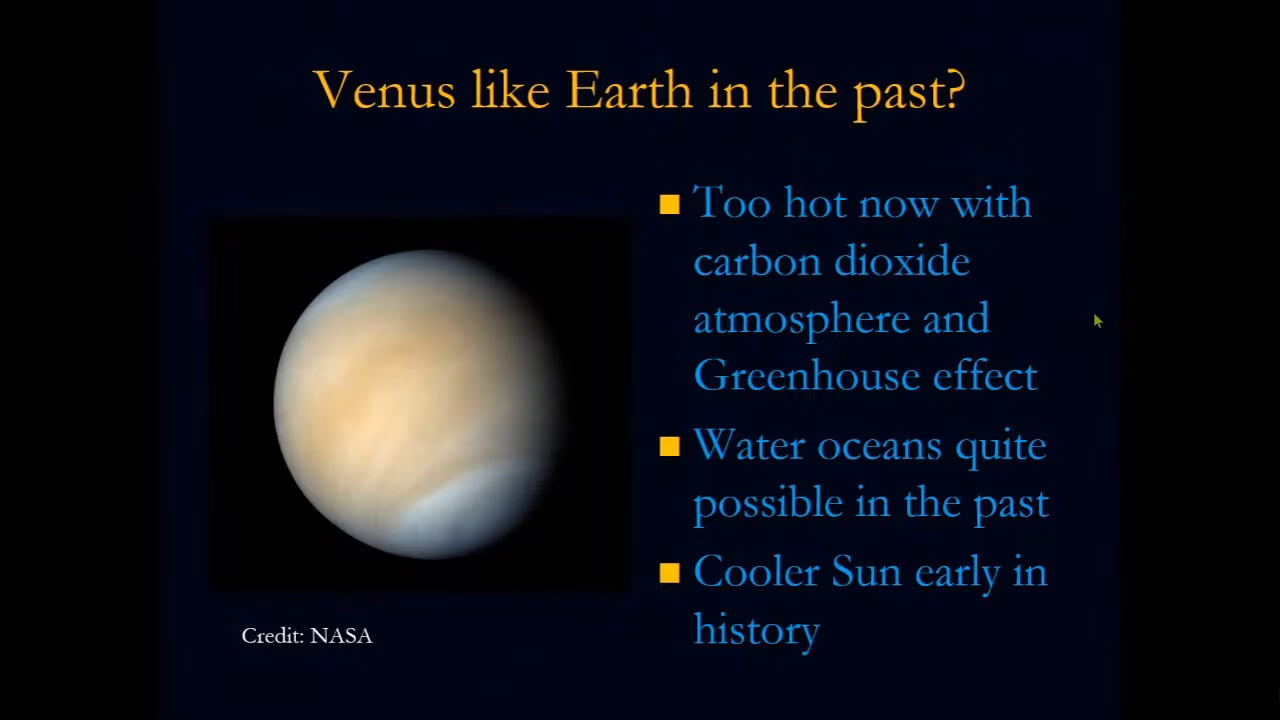 Venus like Earth in the past?
Too hot now with
carbon dioxide
atmosphere and
Greenhouse effect
Water oceans quite
possible in the past
Cooler Sun early in
history
Credit: NASA